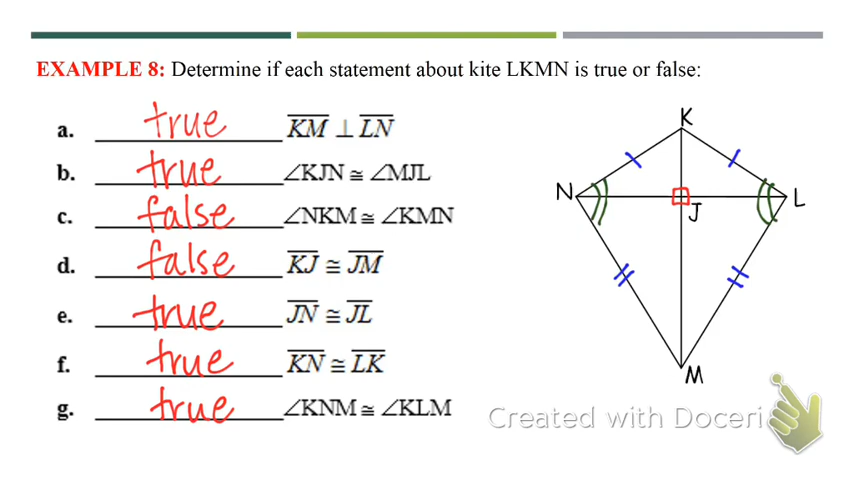 EXAMPLE 8: Determine if each statement about kite LKMN is true or false:
a. true KM ⊥ LN
b. true ∠KJN ≅ ∠MJL
c. false ∠NKM ≅ ∠KMN
d. false KJ ≅ JM
e. true JN ≅ JL
f. true KN ≅ LK
g. true ∠KNM ≅ ∠KLM
K
N
L
J
M
Created with Doceri